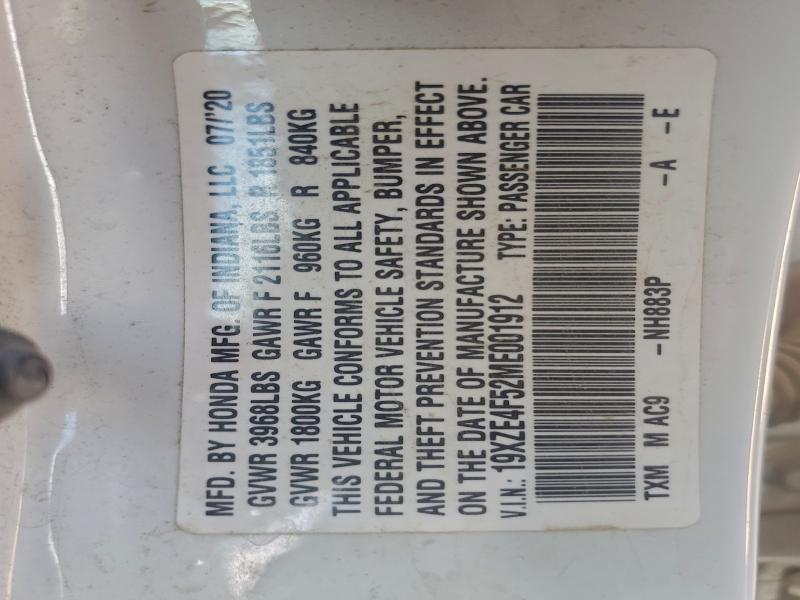 MFD. BY HONDA MFG. OF INDIANA, LLC 07/'20
GVWR 3968LBS GAWR F 2116LBS R 1851LBS
GVWR 1800KG GAWR F 960KG R 840KG
THIS VEHICLE CONFORMS TO ALL APPLICABLE
FEDERAL MOTOR VEHICLE SAFETY, BUMPER,
AND THEFT PREVENTION STANDARDS IN EFFECT
ON THE DATE OF MANUFACTURE SHOWN ABOVE.
V.I.N.: 19XZE4F52ME001912 TYPE: PASSENGER CAR
TXM M AC9 – NH883P – A – E